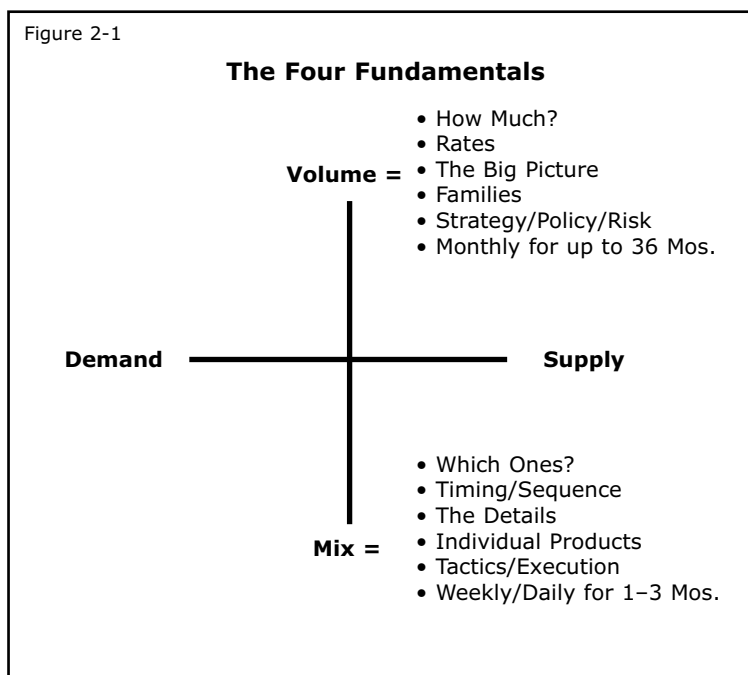 Figure 2-1
The Four Fundamentals
• How Much?
• Rates
• The Big Picture
Volume =
• Families
• Strategy/Policy/Risk
• Monthly for up to 36 Mos.
Demand
Supply
• Which Ones?
• Timing/Sequence
• The Details
• Individual Products
Mix =
• Tactics/Execution
• Weekly/Daily for 1–3 Mos.